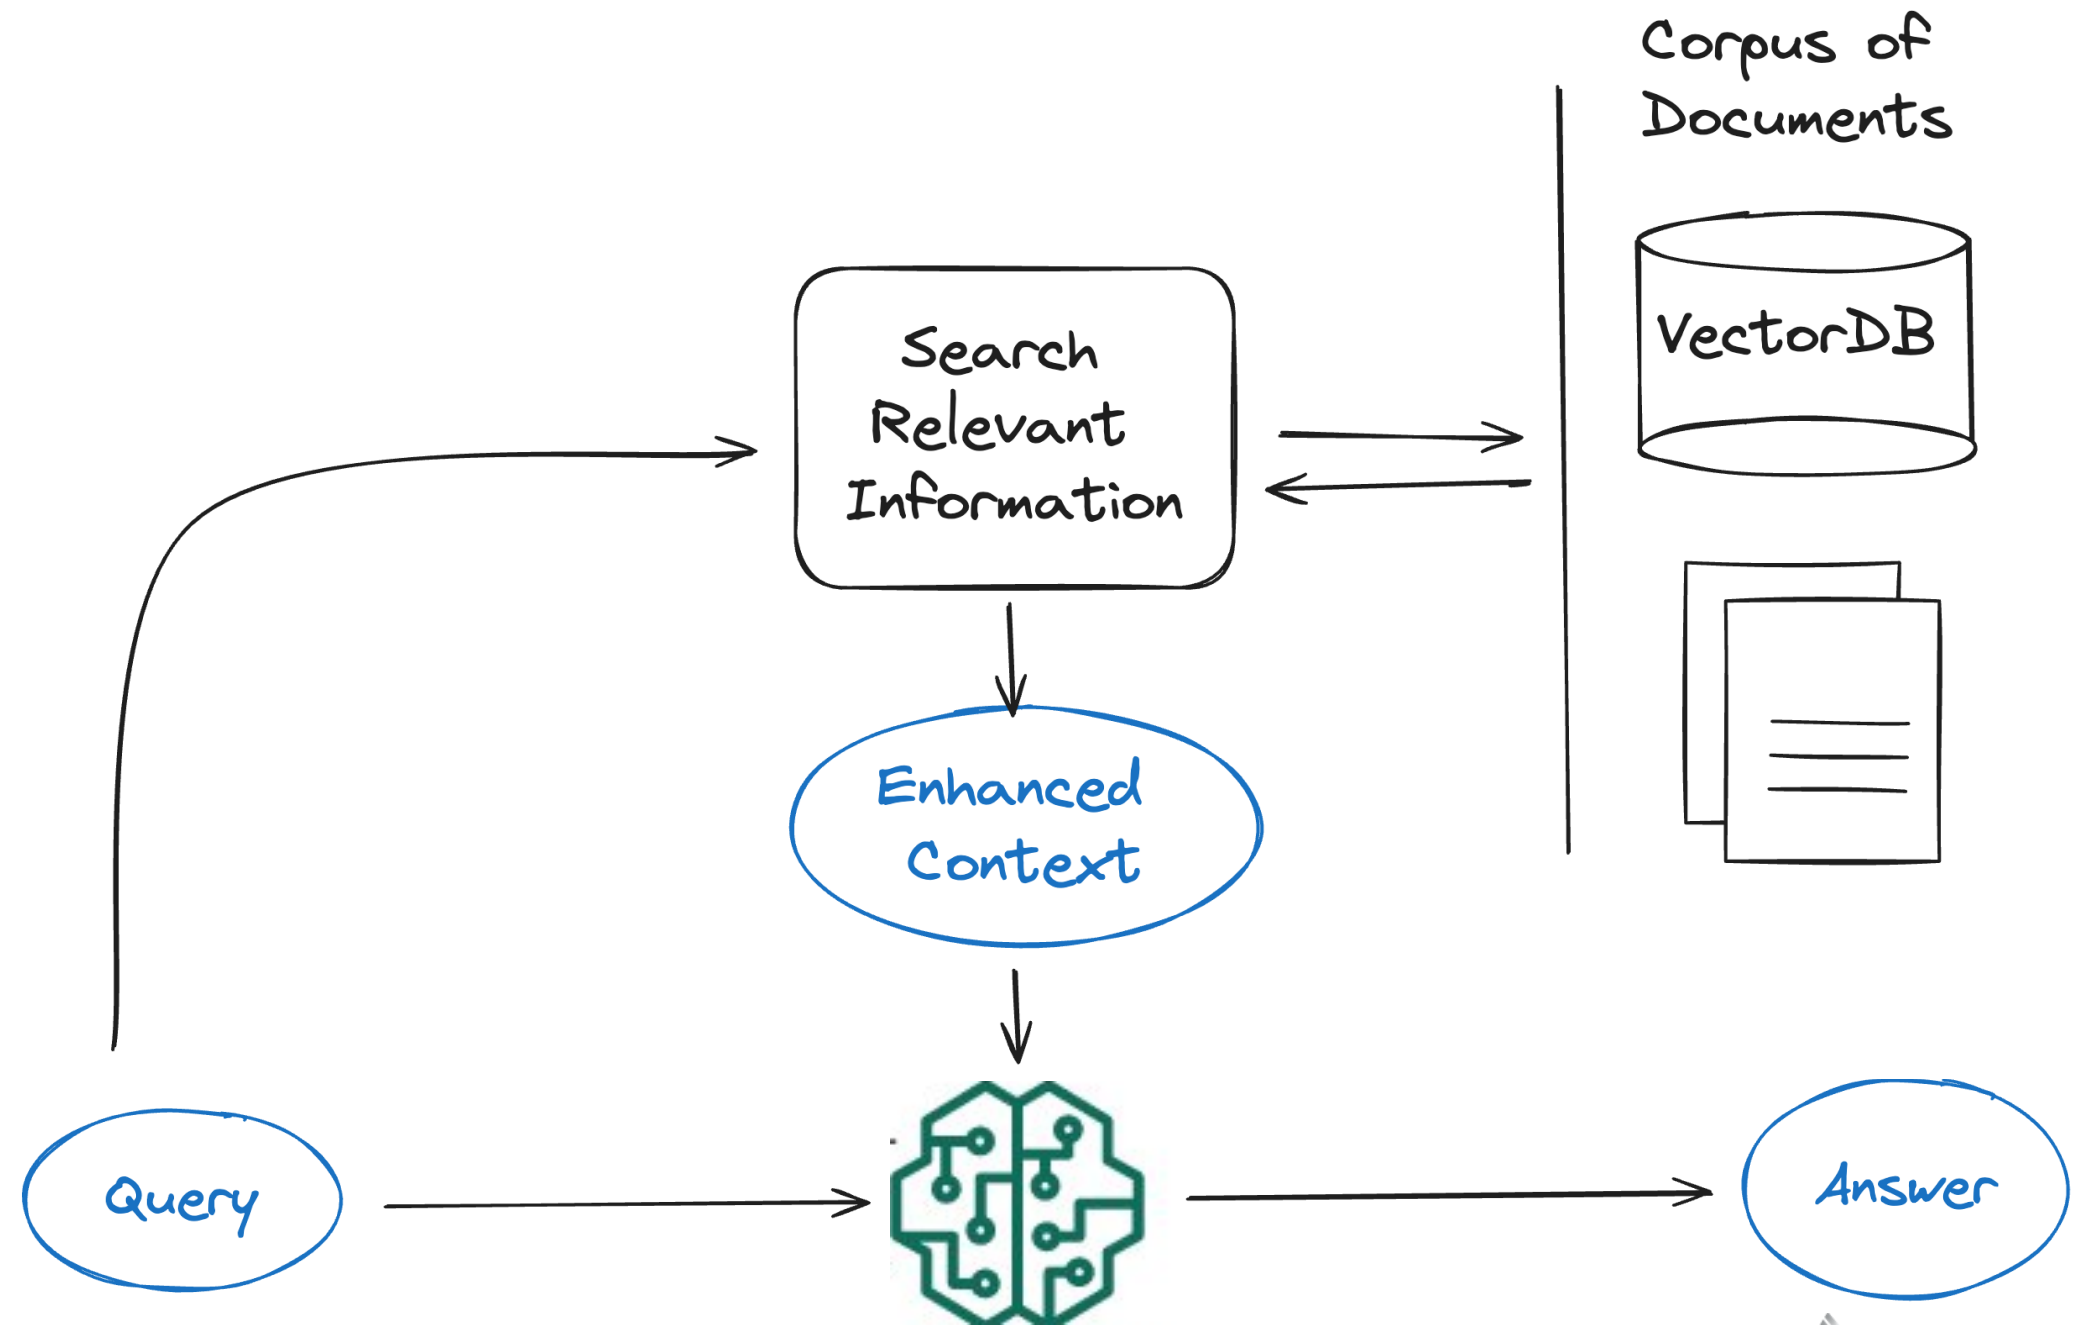 Corpus of
Documents
VectorDB
Search
Relevant
Information
Enhanced
Context
Query
Answer